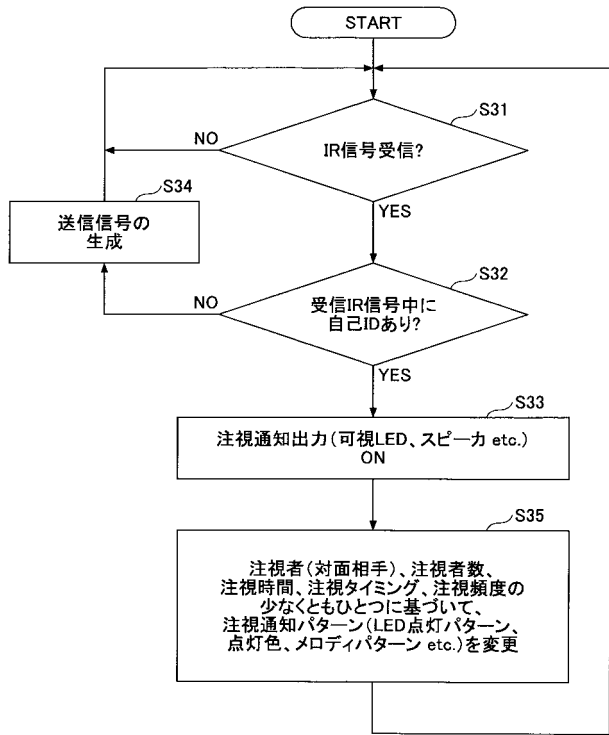 START
S31
NO
IR信号受信?
S34
送信信号の
生成
YES
S32
NO
受信IR信号中に
自己IDあり?
YES
S33
注視通知出力(可視LED、スピーカ etc.)
ON
S35
注視者(対面相手)、注視者数、
注視時間、注視タイミング、注視頻度の
少なくともひとつに基づいて、
注視通知パターン(LED点灯パターン、
点灯色、メロディパターン etc.)を変更